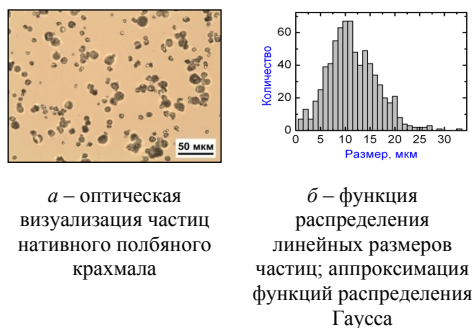 50 мкм
Количество
60
40
20
0
0 5 10 15 20 25 30
Размер, мкм
а – оптическая
визуализация частиц
нативного полбяного
крахмала
б – функция
распределения
линейных размеров
частиц; аппроксимация
функций распределения
Гаусса